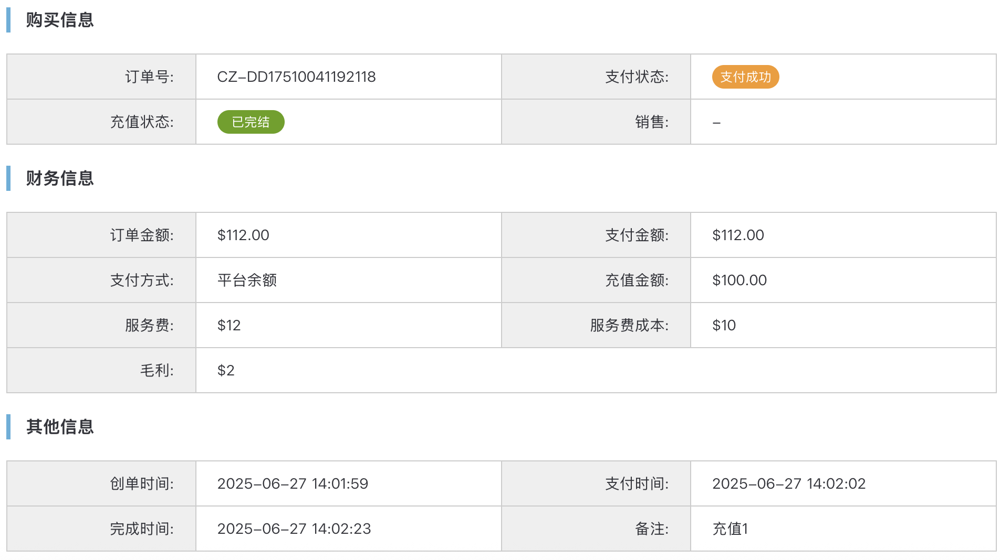 购买信息
订单号: CZ-DD17510041192118 支付状态: 支付成功
充值状态: 已完结 销售: -
财务信息
订单金额: $112.00 支付金额: $112.00
支付方式: 平台余额 充值金额: $100.00
服务费: $12 服务费成本: $10
毛利: $2
其他信息
创单时间: 2025-06-27 14:01:59 支付时间: 2025-06-27 14:02:02
完成时间: 2025-06-27 14:02:23 备注: 充值1